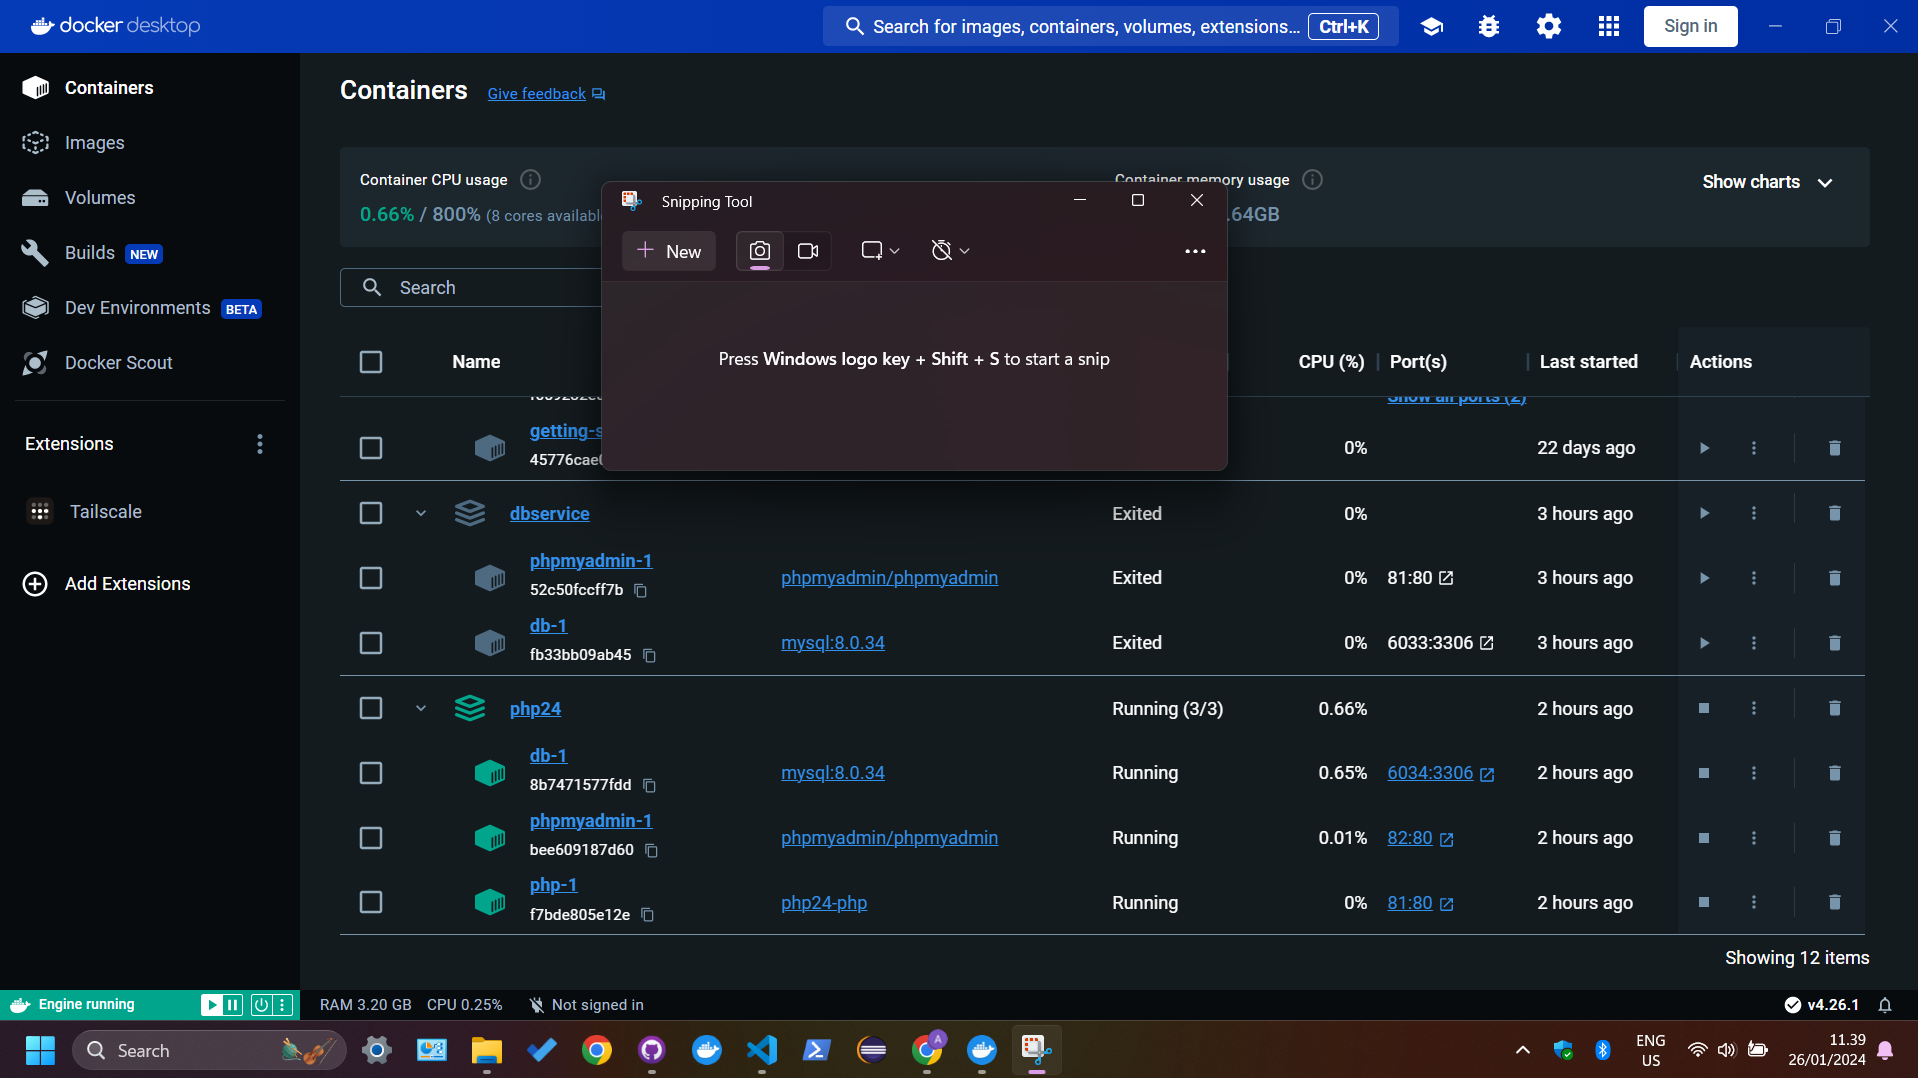 docker desktop
Search for images, containers, volumes, extensions... Ctrl+K
Sign in
Containers
Images
Volumes
Builds NEW
Dev Environments BETA
Docker Scout
Extensions
Tailscale
Add Extensions
Containers Give feedback
Container CPU usage
0.66% / 800% (8 cores available
Container memory usage
.64GB
Show charts
Search
Snipping Tool
New
Press Windows logo key + Shift + S to start a snip
Name CPU (%) Port(s) Last started Actions
Show all ports (2)
getting-s
45776cae 0% 22 days ago
dbservice Exited 0% 3 hours ago
phpmyadmin-1
52c50fccff7b phpmyadmin/phpmyadmin Exited 0% 81:80 3 hours ago
db-1
fb33bb09ab45 mysql:8.0.34 Exited 0% 6033:3306 3 hours ago
php24 Running (3/3) 0.66% 2 hours ago
db-1
8b7471577fdd mysql:8.0.34 Running 0.65% 6034:3306 2 hours ago
phpmyadmin-1
bee609187d60 phpmyadmin/phpmyadmin Running 0.01% 82:80 2 hours ago
php-1
f7bde805e12e php24-php Running 0% 81:80 2 hours ago
Showing 12 items
Engine running
RAM 3.20 GB CPU 0.25% Not signed in
v4.26.1
Search
A
ENG
US
11.39
26/01/2024